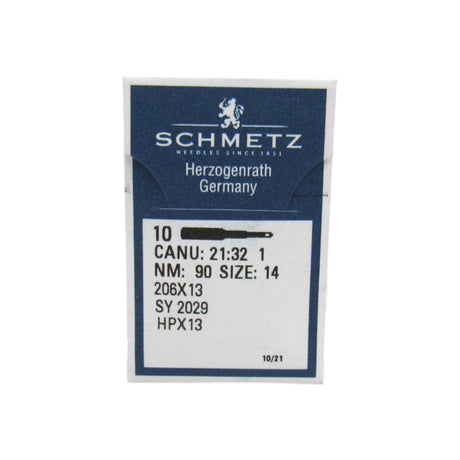 SCHMETZ
NEEDLES SINCE 1851
Herzogenrath
Germany
10
CANU: 21:32 1
NM: 90 SIZE: 14
206X13
SY 2029
HPX13
10/21